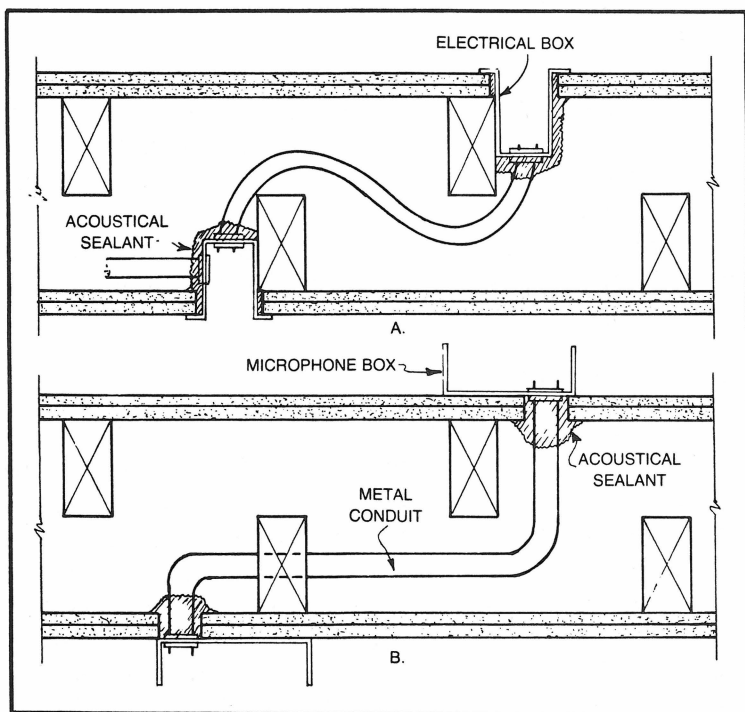 ELECTRICAL BOX
ACOUSTICAL
SEALANT
A.
MICROPHONE BOX
ACOUSTICAL
SEALANT
METAL
CONDUIT
B.